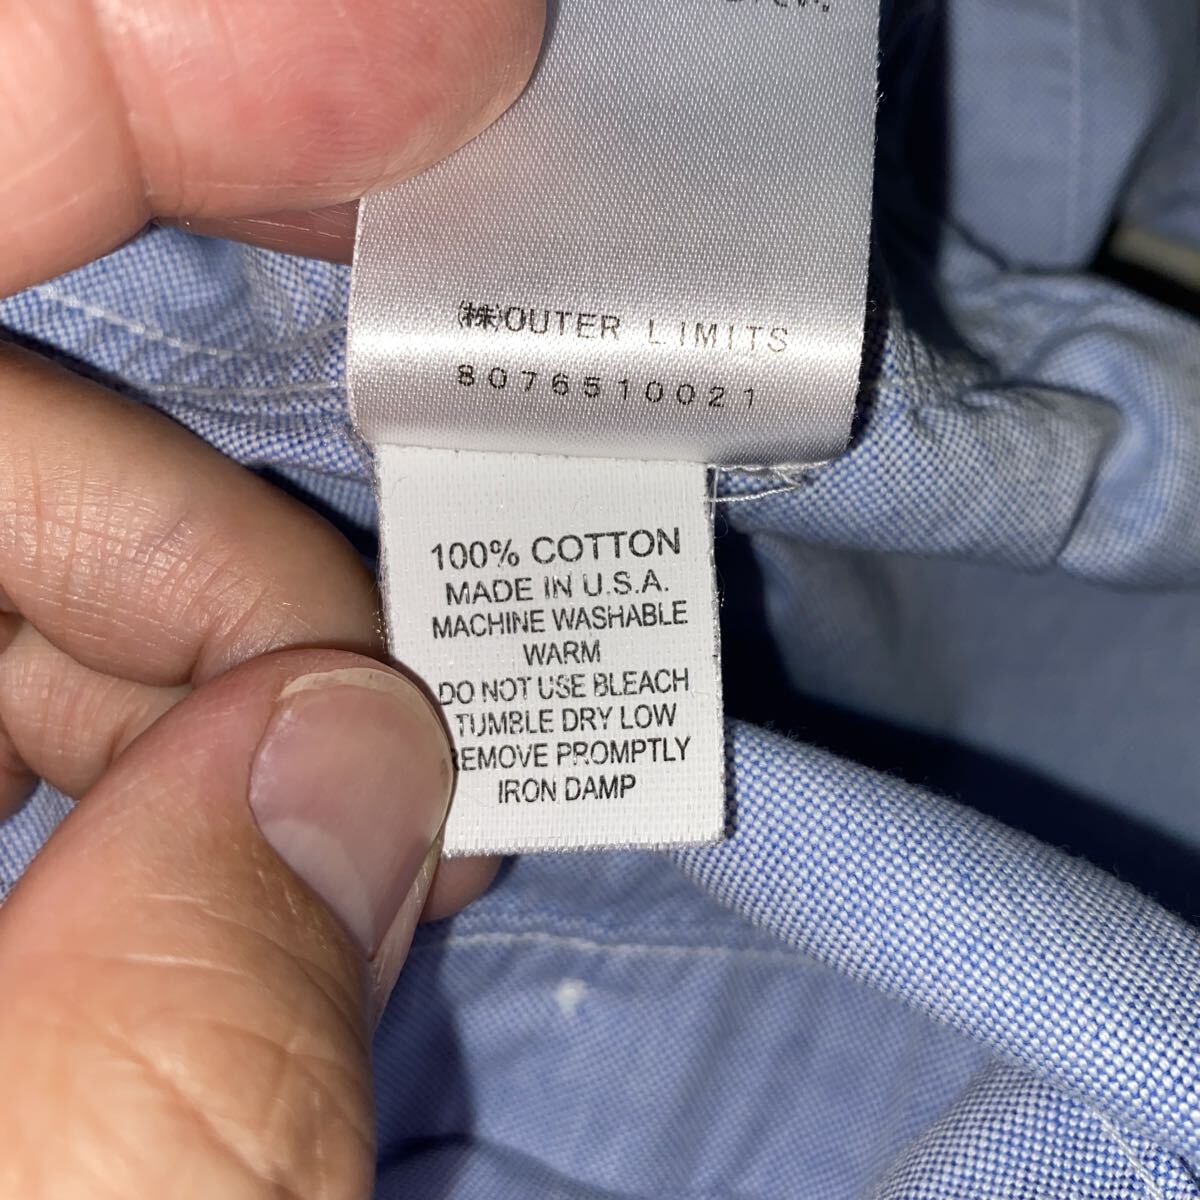 ㈱OUTER LIMITS
8076510021
100% COTTON
MADE IN U.S.A.
MACHINE WASHABLE
WARM
DO NOT USE BLEACH
TUMBLE DRY LOW
REMOVE PROMPTLY
IRON DAMP